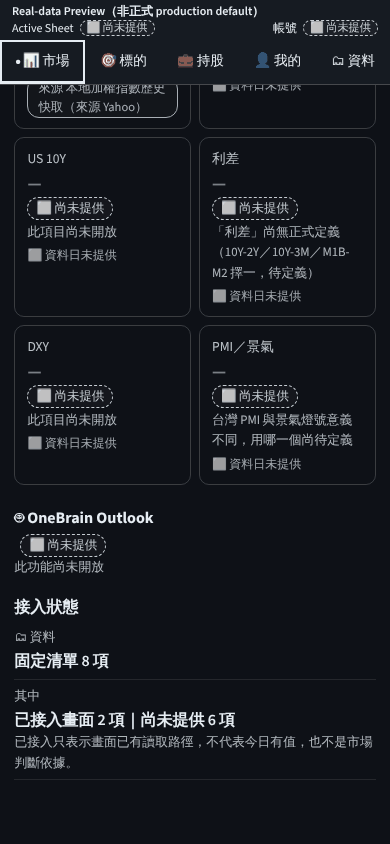 Real-data Preview（非正式 production default）
Active Sheet 尚未提供 帳號 尚未提供
市場 標的 持股 我的 資料
來源 本地加權指數歷史 資料日未提供
快取（來源 Yahoo）
US 10Y
—
尚未提供
此項目尚未開放
資料日未提供
利差
—
尚未提供
「利差」尚無正式定義
（10Y-2Y／10Y-3M／M1B-
M2 擇一，待定義）
資料日未提供
DXY
—
尚未提供
此項目尚未開放
資料日未提供
PMI／景氣
—
尚未提供
台灣 PMI 與景氣燈號意義
不同，用哪一個尚待定義
資料日未提供
OneBrain Outlook
尚未提供
此功能尚未開放
接入狀態
資料
固定清單 8 項
其中
已接入畫面 2 項｜尚未提供 6 項
已接入只表示畫面已有讀取路徑，不代表今日有值，也不是市場
判斷依據。